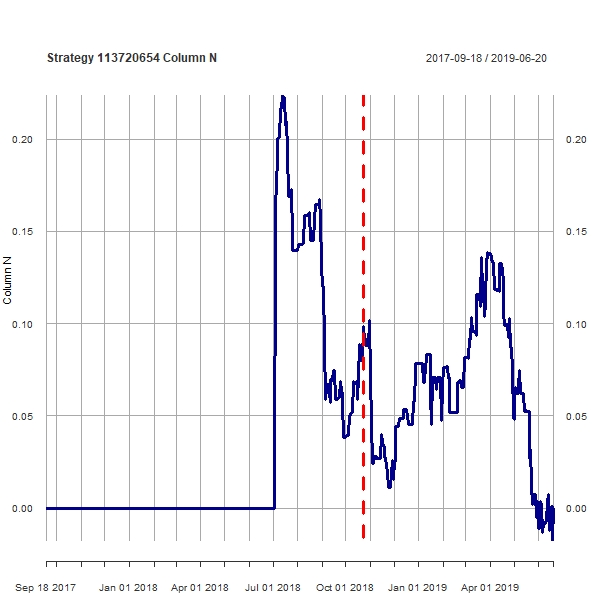 Strategy 113720654 Column N
2017-09-18 / 2019-06-20
0.20
0.20
0.15
0.15
Column N
0.10
0.10
0.05
0.05
0.00
0.00
Sep 18 2017
Jan 01 2018
Apr 01 2018
Jul 01 2018
Oct 01 2018
Jan 01 2019
Apr 01 2019